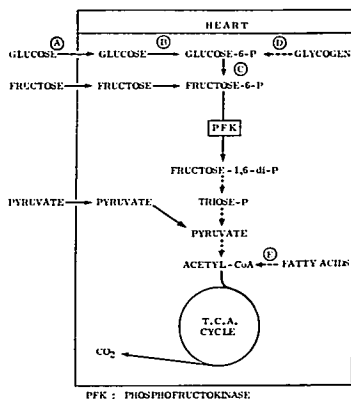 HEART
A B D
GLUCOSE GLUCOSE GLUCOSE-6-P GLYCOGEN
C
FRUCTOSE FRUCTOSE FRUCTOSE-6-P
PFK
FRUCTOSE-1,6-di-P
PYRUVATE PYRUVATE TRIOSE-P
PYRUVATE
E
ACETYL-CoA FATTY ACIDS
T.C.A.
CYCLE
CO2
PFK : PHOSPHOFRUCTOKINASE